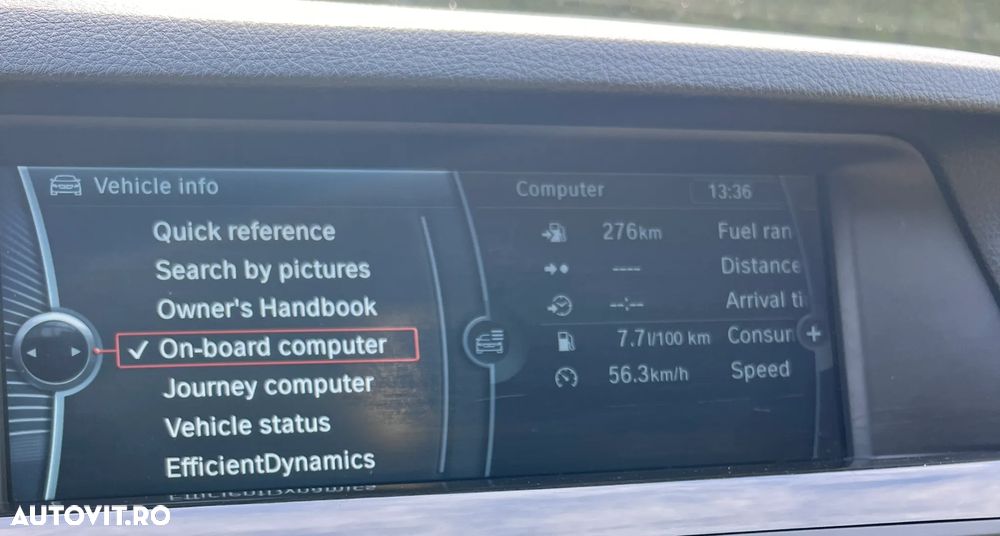 Vehicle info
Quick reference
Search by pictures
Owner's Handbook
✓ On-board computer
Journey computer
Vehicle status
EfficientDynamics
Computer 13:36
276km Fuel ran
---- Distance
--:-- Arrival ti
7.7l/100 km Consum
56.3km/h Speed
+
AUTOVIT.RO